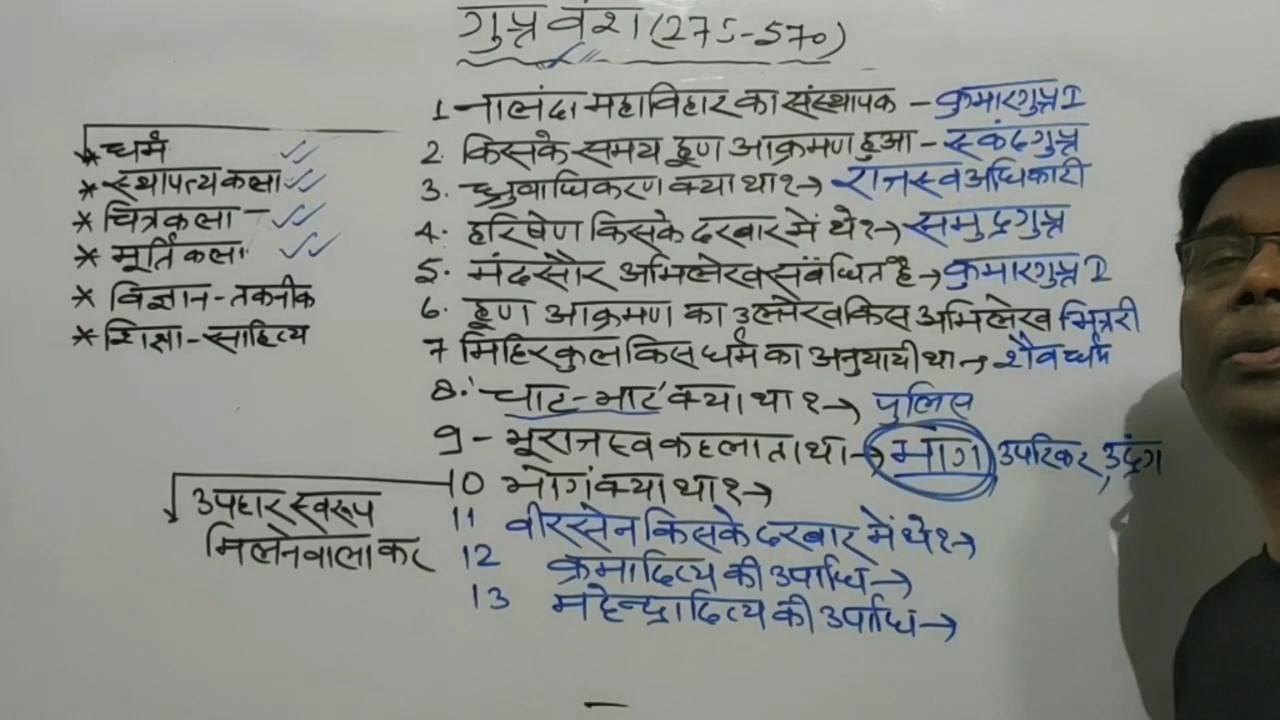 गुप्त वंश (275-570)
* धर्म
* स्थापत्य कला
* चित्रकला -
* मूर्ति कला
* विज्ञान-तकनीक
* शिक्षा-साहित्य
1 नालंदा महाविहार का संस्थापक - कुमारगुप्त I
2. किसके समय हूण आक्रमण हुआ - स्कंदगुप्त
3. ध्रुवाधिकरण क्या था? → राजस्व अधिकारी
4. हरिषेण किसके दरबार में थे? → समुद्रगुप्त
5. मंदसौर अभिलेख संबंधित है → कुमारगुप्त I
6. हूण आक्रमण का उल्लेख किस अभिलेख भितरी
7 मिहिरकुल किस धर्म का अनुयायी था → शैव धर्म
8. 'चाट-भाट' क्या था? → पुलिस
9 - भूराजस्व कहलाता था → भाग उपरिकर, उद्रंग
10 भोग क्या था? →
उपहार स्वरूप
मिलने वाला कर
11 वीरसेन किसके दरबार में थे? →
12 क्रमादित्य की उपाधि →
13 महेन्द्रादित्य की उपाधि →